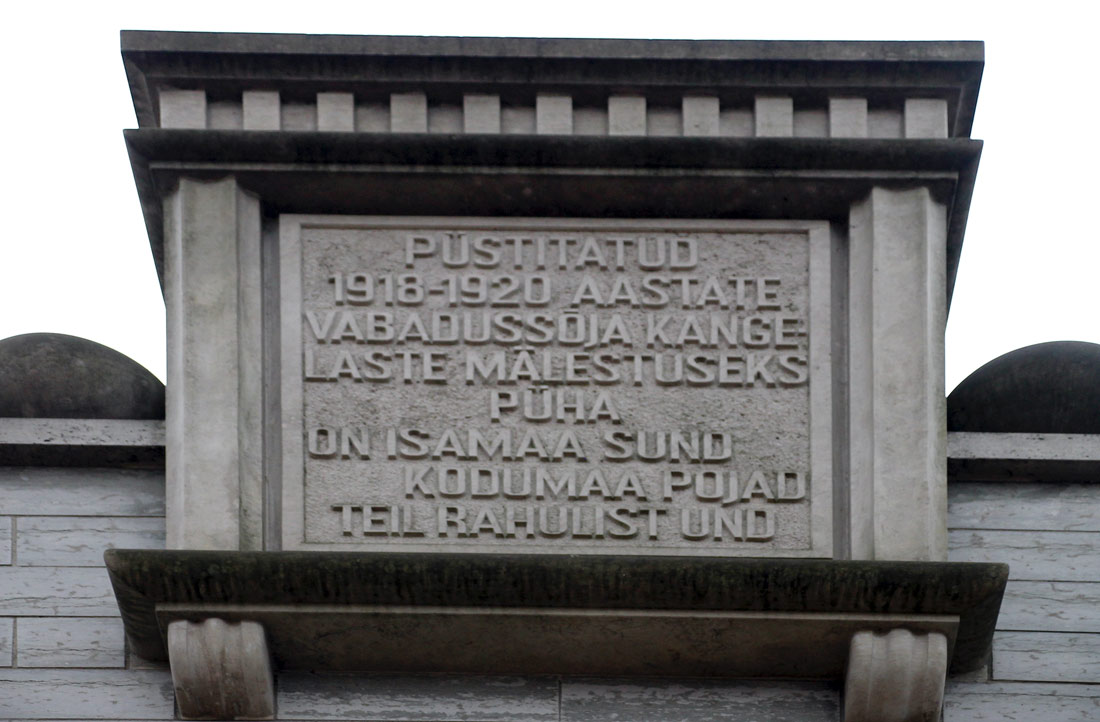 PÜSTITATUD
1918-1920 AASTATE
VABADUSSÕJA KANGE-
LASTE MÄLESTUSEKS
PÜHA
ON ISAMAA SUND
KODUMAA POJAD
TEIL RAHULIST UND